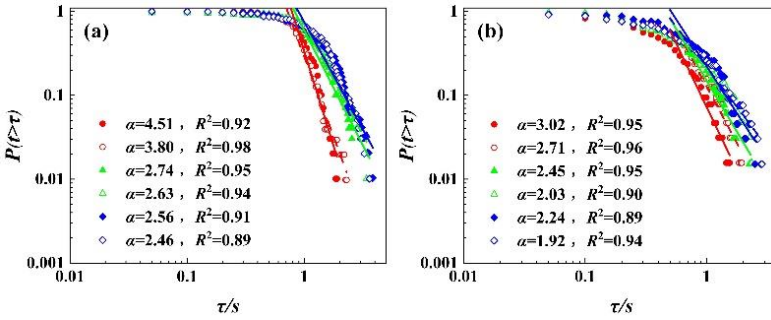 (a)
P(t>τ)
1
0.1
0.01
0.001
α=4.51 , R²=0.92
α=3.80 , R²=0.98
α=2.74 , R²=0.95
α=2.63 , R²=0.94
α=2.56 , R²=0.91
α=2.46 , R²=0.89
0.01 0.1 1
τ/s
(b)
P(t>τ)
1
0.1
0.01
0.001
α=3.02 , R²=0.95
α=2.71 , R²=0.96
α=2.45 , R²=0.95
α=2.03 , R²=0.90
α=2.24 , R²=0.89
α=1.92 , R²=0.94
0.01 0.1 1
τ/s